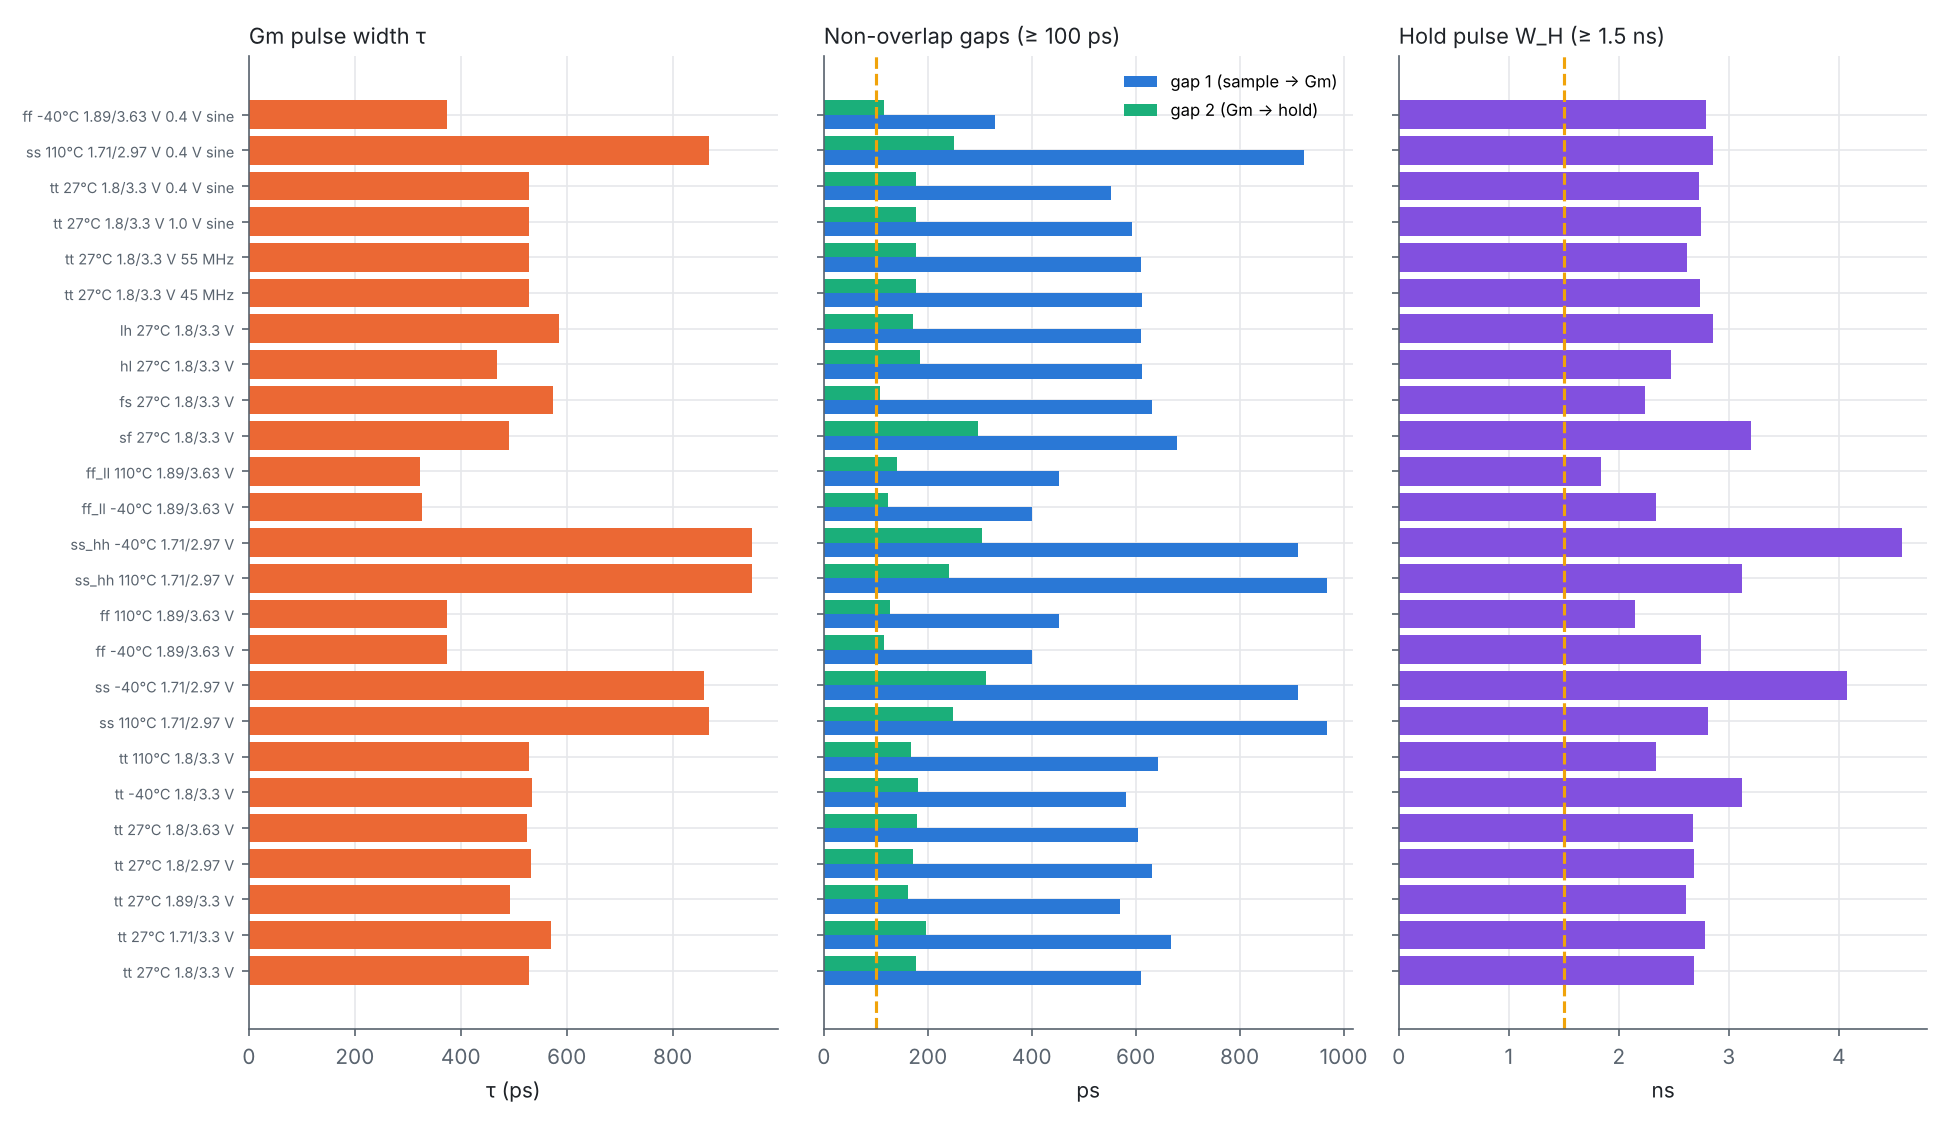 Gm pulse width τ
Non-overlap gaps (≥ 100 ps)
Hold pulse W_H (≥ 1.5 ns)
gap 1 (sample → Gm)
gap 2 (Gm → hold)
ff -40°C 1.89/3.63 V 0.4 V sine
ss 110°C 1.71/2.97 V 0.4 V sine
tt 27°C 1.8/3.3 V 0.4 V sine
tt 27°C 1.8/3.3 V 1.0 V sine
tt 27°C 1.8/3.3 V 55 MHz
tt 27°C 1.8/3.3 V 45 MHz
lh 27°C 1.8/3.3 V
hl 27°C 1.8/3.3 V
fs 27°C 1.8/3.3 V
sf 27°C 1.8/3.3 V
ff_ll 110°C 1.89/3.63 V
ff_ll -40°C 1.89/3.63 V
ss_hh -40°C 1.71/2.97 V
ss_hh 110°C 1.71/2.97 V
ff 110°C 1.89/3.63 V
ff -40°C 1.89/3.63 V
ss -40°C 1.71/2.97 V
ss 110°C 1.71/2.97 V
tt 110°C 1.8/3.3 V
tt -40°C 1.8/3.3 V
tt 27°C 1.8/3.63 V
tt 27°C 1.8/2.97 V
tt 27°C 1.89/3.3 V
tt 27°C 1.71/3.3 V
tt 27°C 1.8/3.3 V
0 200 400 600 800
0 200 400 600 800 1000
0 1 2 3 4
τ (ps)
ps
ns